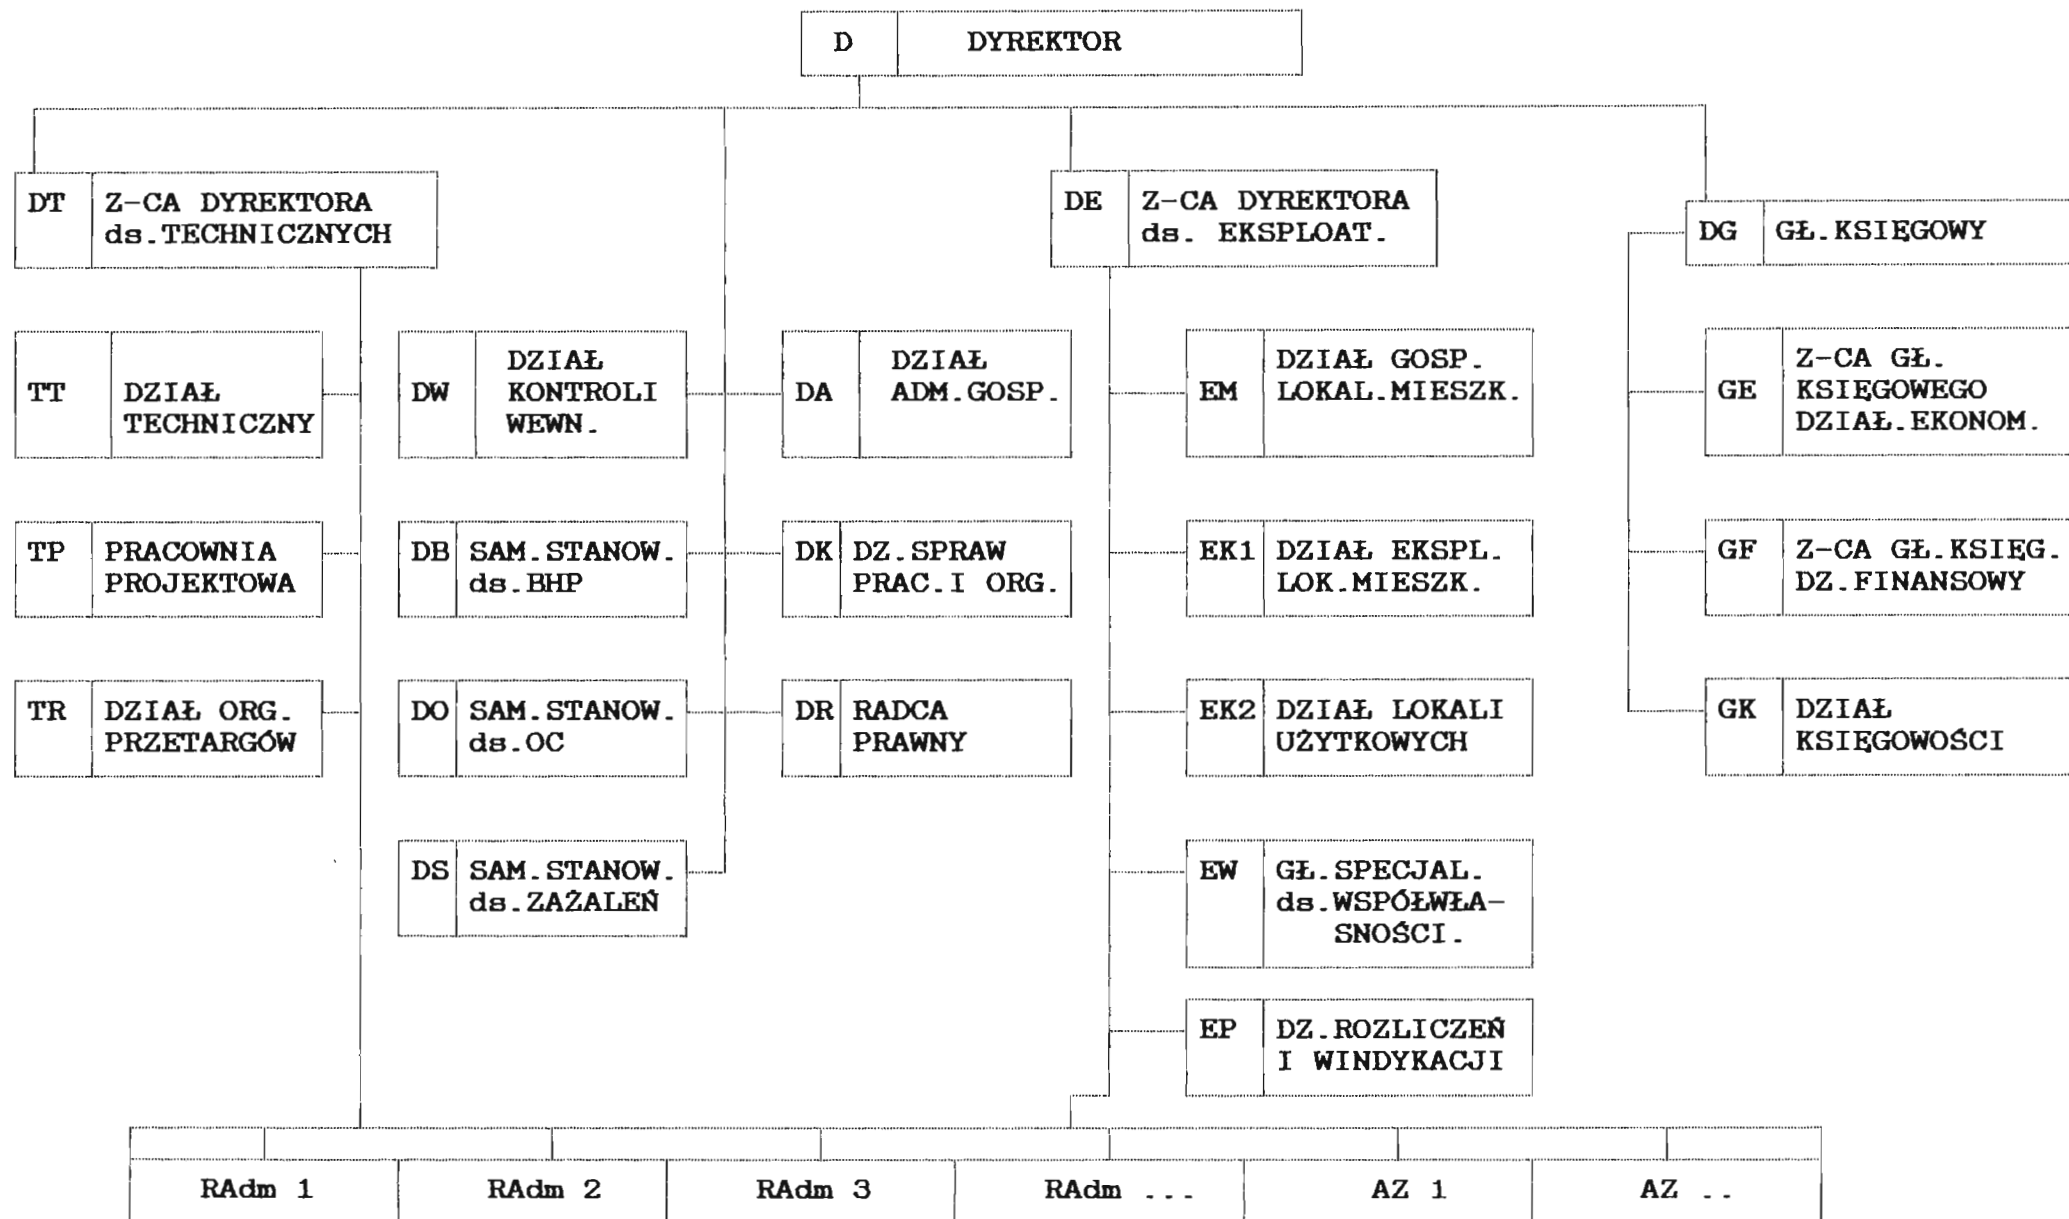 D DYREKTOR
DT Z-CA DYREKTORA
ds.TECHNICZNYCH
DE Z-CA DYREKTORA
ds. EKSPLOAT.
DG GŁ.KSIĘGOWY
TT DZIAŁ
TECHNICZNY
DW DZIAŁ
KONTROLI
WEWN.
DA DZIAŁ
ADM.GOSP.
EM DZIAŁ GOSP.
LOKAL.MIESZK.
GE Z-CA GŁ.
KSIĘGOWEGO
DZIAŁ.EKONOM.
TP PRACOWNIA
PROJEKTOWA
DB SAM.STANOW.
ds.BHP
DK DZ.SPRAW
PRAC.I ORG.
EK1 DZIAŁ EKSPL.
LOK.MIESZK.
GF Z-CA GŁ.KSIĘG.
DZ.FINANSOWY
TR DZIAŁ ORG.
PRZETARGÓW
DO SAM.STANOW.
ds.OC
DR RADCA
PRAWNY
EK2 DZIAŁ LOKALI
UŻYTKOWYCH
GK DZIAŁ
KSIĘGOWOŚCI
DS SAM.STANOW.
ds.ZAŻALEŃ
EW GŁ.SPECJAL.
ds.WSPÓŁWŁA-
SNOŚCI.
EP DZ.ROZLICZEŃ
I WINDYKACJI
RAdm 1 RAdm 2 RAdm 3 RAdm ... AZ 1 AZ ..